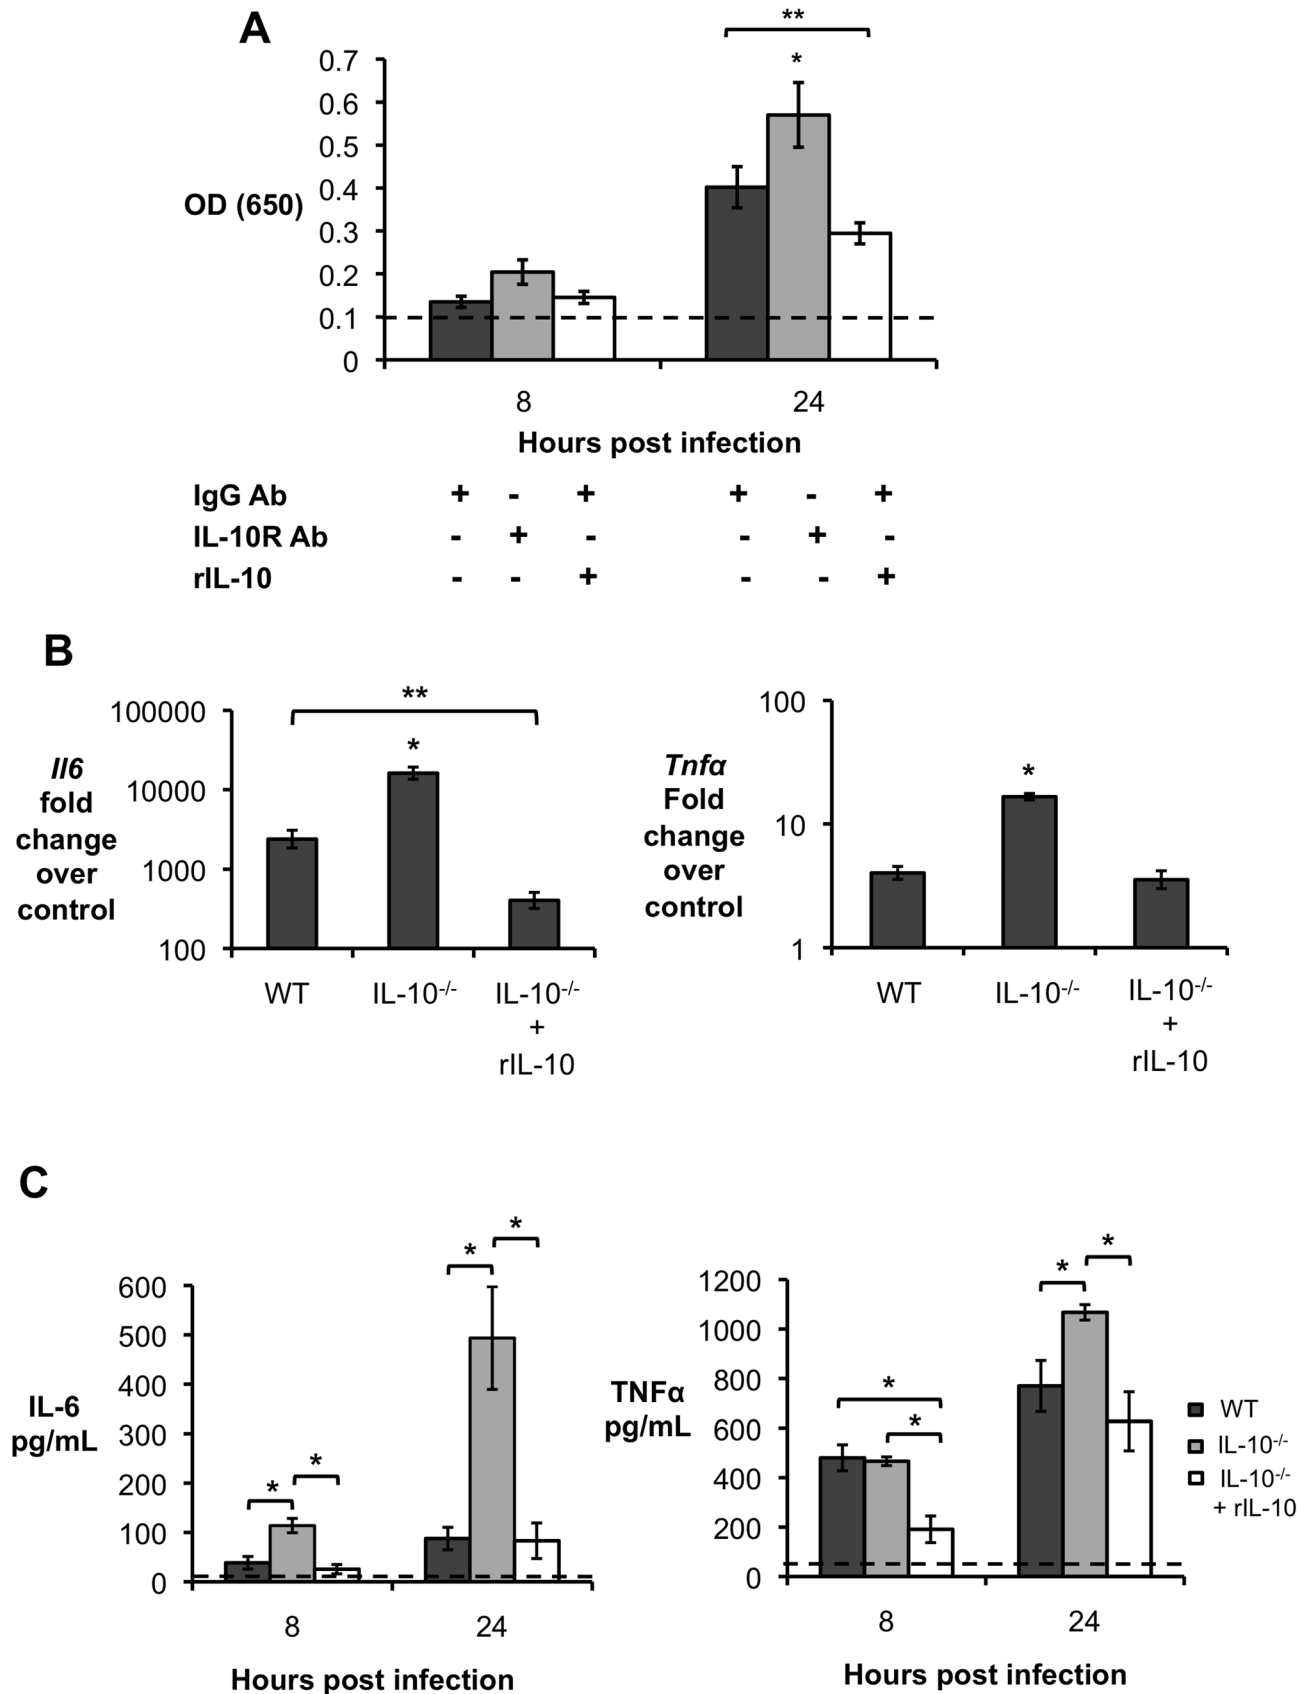 A
**
*
0.7
0.6
0.5
0.4
0.3
0.2
0.1
0
OD (650)
8 24
Hours post infection
IgG Ab + - + + - +
IL-10R Ab - + - - + -
rIL-10 - - + - - +
B
**
*
100000
10000
1000
100
Il6
fold
change
over
control
WT IL-10-/- IL-10-/-
+
rIL-10
*
100
10
1
Tnfα
Fold
change
over
control
WT IL-10-/- IL-10-/-
+
rIL-10
C
* * * *
600
500
400
300
200
100
0
IL-6
pg/mL
8 24
Hours post infection
* * * *
1200
1000
800
600
400
200
0
TNFα
pg/mL
8 24
Hours post infection
WT
IL-10-/-
IL-10-/-
+ rIL-10